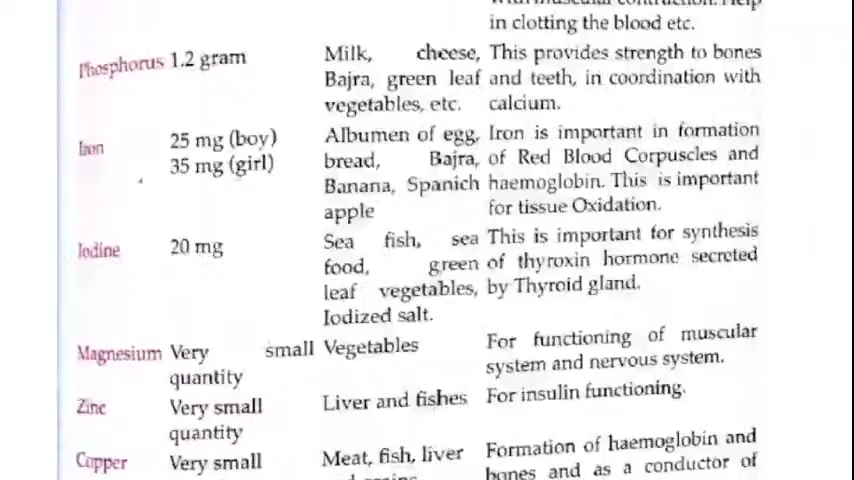 in clotting the blood etc.
Phosphorus 1.2 gram Milk, cheese, This provides strength to bones
Bajra, green leaf and teeth, in coordination with
vegetables, etc. calcium.
Iron 25 mg (boy) Albumen of egg, Iron is important in formation
35 mg (girl) bread, Bajra, of Red Blood Corpuscles and
Banana, Spanich haemoglobin. This is important
apple for tissue Oxidation.
Iodine 20 mg Sea fish, sea This is important for synthesis
food, green of thyroxin hormone secreted
leaf vegetables, by Thyroid gland.
Iodized salt.
Magnesium Very small Vegetables For functioning of muscular
quantity system and nervous system.
Zinc Very small Liver and fishes For insulin functioning.
quantity
Copper Very small Meat, fish, liver Formation of haemoglobin and
bones and as a conductor of